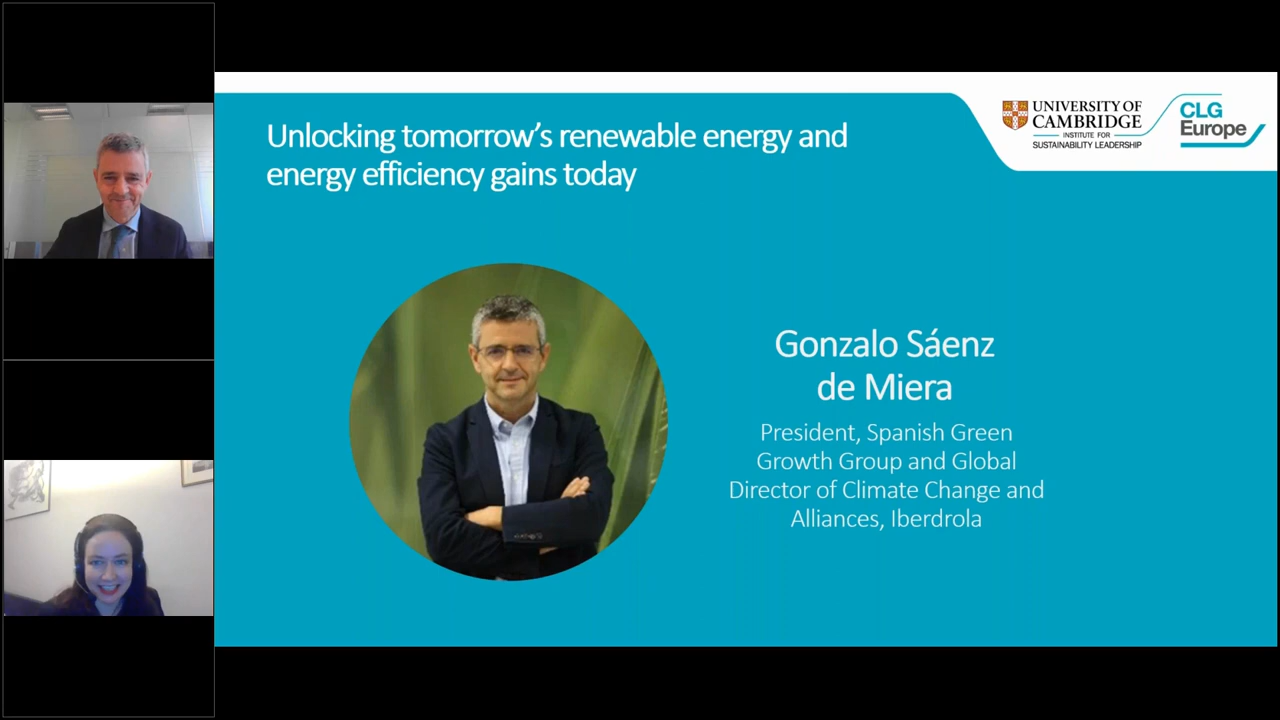 Unlocking tomorrow’s renewable energy and
energy efficiency gains today
UNIVERSITY OF
CAMBRIDGE
INSTITUTE FOR
SUSTAINABILITY LEADERSHIP
CLG
Europe
Gonzalo Sáenz
de Miera
President, Spanish Green
Growth Group and Global
Director of Climate Change and
Alliances, Iberdrola